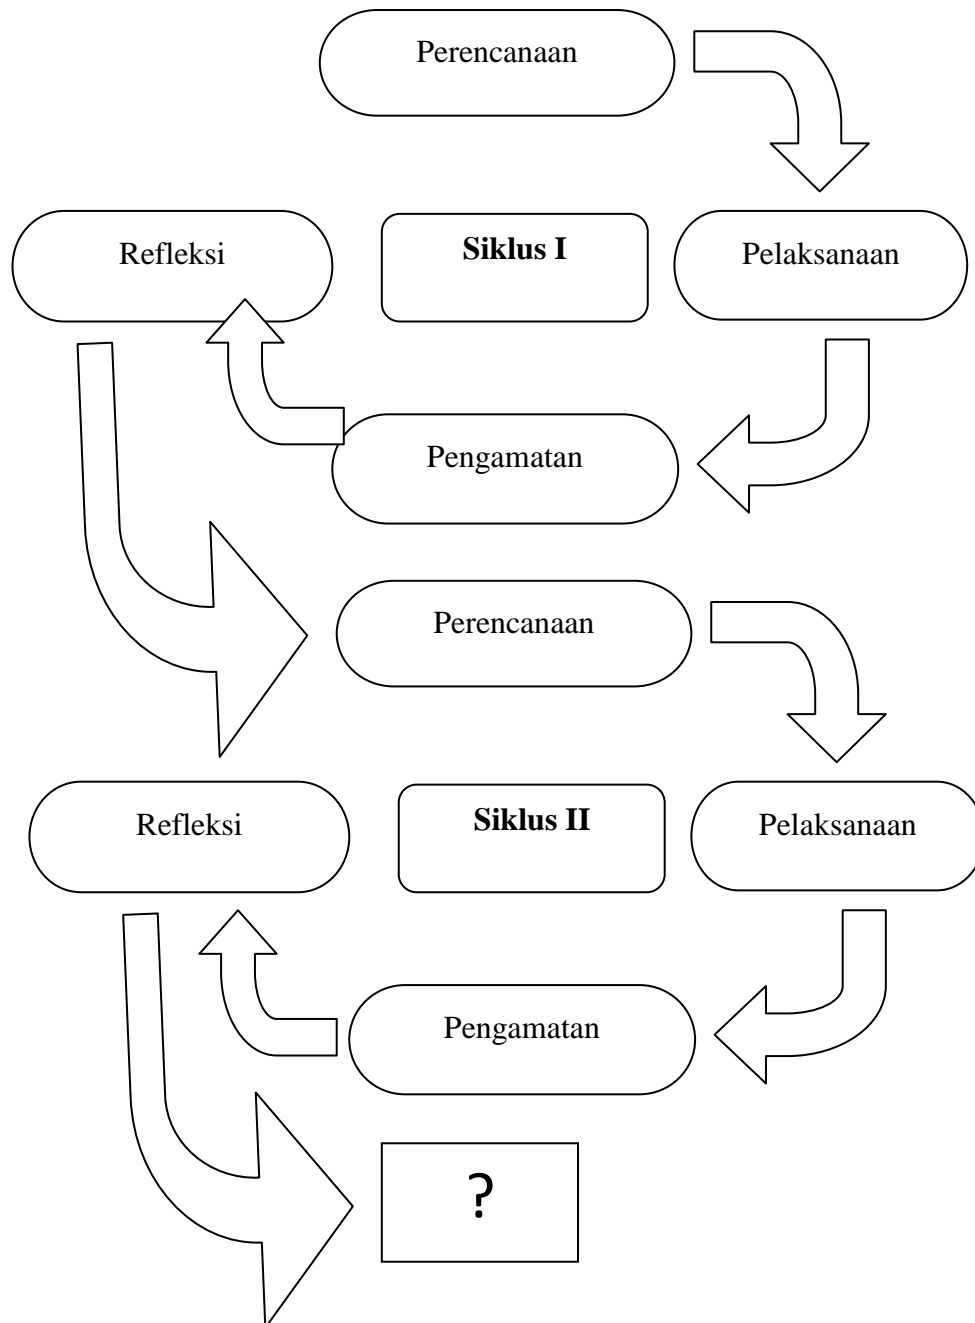 Perencanaan
Refleksi
Siklus I
Pelaksanaan
Pengamatan
Perencanaan
Refleksi
Siklus II
Pelaksanaan
Pengamatan
?